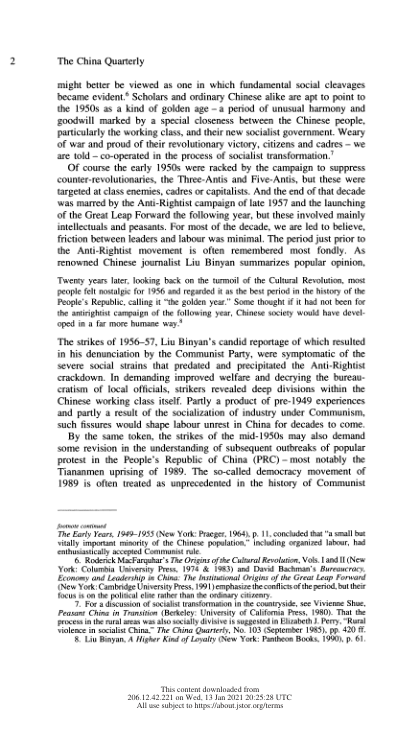 2 The China Quarterly
might better be viewed as one in which fundamental social cleavages
became evident.6 Scholars and ordinary Chinese alike are apt to point to
the 1950s as a kind of golden age – a period of unusual harmony and
goodwill marked by a special closeness between the Chinese people,
particularly the working class, and their new socialist government. Weary
of war and proud of their revolutionary victory, citizens and cadres – we
are told – co-operated in the process of socialist transformation.7
Of course the early 1950s were racked by the campaign to suppress
counter-revolutionaries, the Three-Antis and Five-Antis, but these were
targeted at class enemies, cadres or capitalists. And the end of that decade
was marred by the Anti-Rightist campaign of late 1957 and the launching
of the Great Leap Forward the following year, but these involved mainly
intellectuals and peasants. For most of the decade, we are led to believe,
friction between leaders and labour was minimal. The period just prior to
the Anti-Rightist movement is often remembered most fondly. As
renowned Chinese journalist Liu Binyan summarizes popular opinion,
Twenty years later, looking back on the turmoil of the Cultural Revolution, most
people felt nostalgic for 1956 and regarded it as the best period in the history of the
People's Republic, calling it "the golden year." Some thought if it had not been for
the antirightist campaign of the following year, Chinese society would have devel-
oped in a far more humane way.8
The strikes of 1956–57, Liu Binyan's candid reportage of which resulted
in his denunciation by the Communist Party, were symptomatic of the
severe social strains that predated and precipitated the Anti-Rightist
crackdown. In demanding improved welfare and decrying the bureau-
cratism of local officials, strikers revealed deep divisions within the
Chinese working class itself. Partly a product of pre-1949 experiences
and partly a result of the socialization of industry under Communism,
such fissures would shape labour unrest in China for decades to come.
By the same token, the strikes of the mid-1950s may also demand
some revision in the understanding of subsequent outbreaks of popular
protest in the People's Republic of China (PRC) – most notably the
Tiananmen uprising of 1989. The so-called democracy movement of
1989 is often treated as unprecedented in the history of Communist
footnote continued
The Early Years, 1949–1955 (New York: Praeger, 1964), p. 11, concluded that "a small but
vitally important minority of the Chinese population," including organized labour, had
enthusiastically accepted Communist rule.
6. Roderick MacFarquhar's The Origins of the Cultural Revolution, Vols. I and II (New
York: Columbia University Press, 1974 & 1983) and David Bachman's Bureaucracy,
Economy and Leadership in China: The Institutional Origins of the Great Leap Forward
(New York: Cambridge University Press, 1991) emphasize the conflicts of the period, but their
focus is on the political elite rather than the ordinary citizenry.
7. For a discussion of socialist transformation in the countryside, see Vivienne Shue,
Peasant China in Transition (Berkeley: University of California Press, 1980). That the
process in the rural areas was also socially divisive is suggested in Elizabeth J. Perry, "Rural
violence in socialist China," The China Quarterly, No. 103 (September 1985), pp. 420 ff.
8. Liu Binyan, A Higher Kind of Loyalty (New York: Pantheon Books, 1990), p. 61.
This content downloaded from
206.12.42.221 on Wed, 13 Jan 2021 20:25:28 UTC
All use subject to https://about.jstor.org/terms